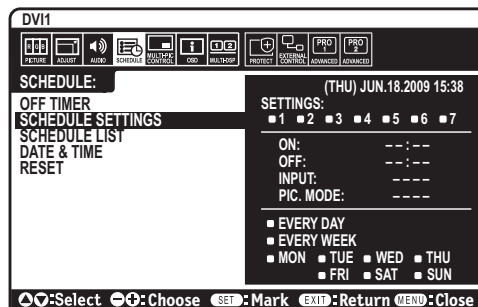 DVI1
RGB
1 2
PRO 1
PRO 2
PICTURE ADJUST AUDIO SCHEDULE MULTI-PIC CONTROL OSD MULTI-DSP PROTECT EXTERNAL CONTROL ADVANCED ADVANCED
SCHEDULE:
OFF TIMER
SCHEDULE SETTINGS
SCHEDULE LIST
DATE & TIME
RESET
(THU) JUN.18.2009 15:38
SETTINGS:
1 2 3 4 5 6 7
ON: --:--
OFF: --:--
INPUT: ----
PIC. MODE: ----
EVERY DAY
EVERY WEEK
MON TUE WED THU
FRI SAT SUN
:Select :Choose SET:Mark EXIT:Return MENU:Close